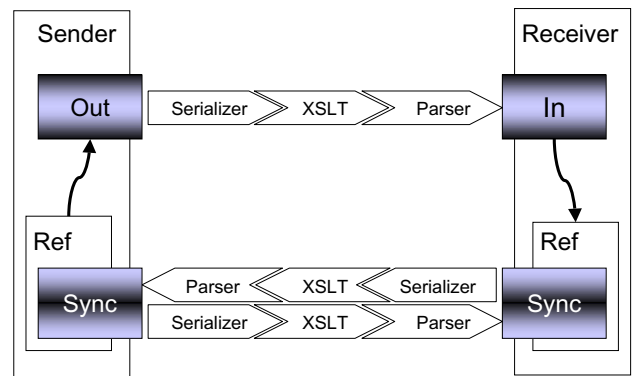 Sender Receiver
Out Serializer XSLT Parser In
Ref Ref
Parser XSLT Serializer
Sync Sync
Serializer XSLT Parser